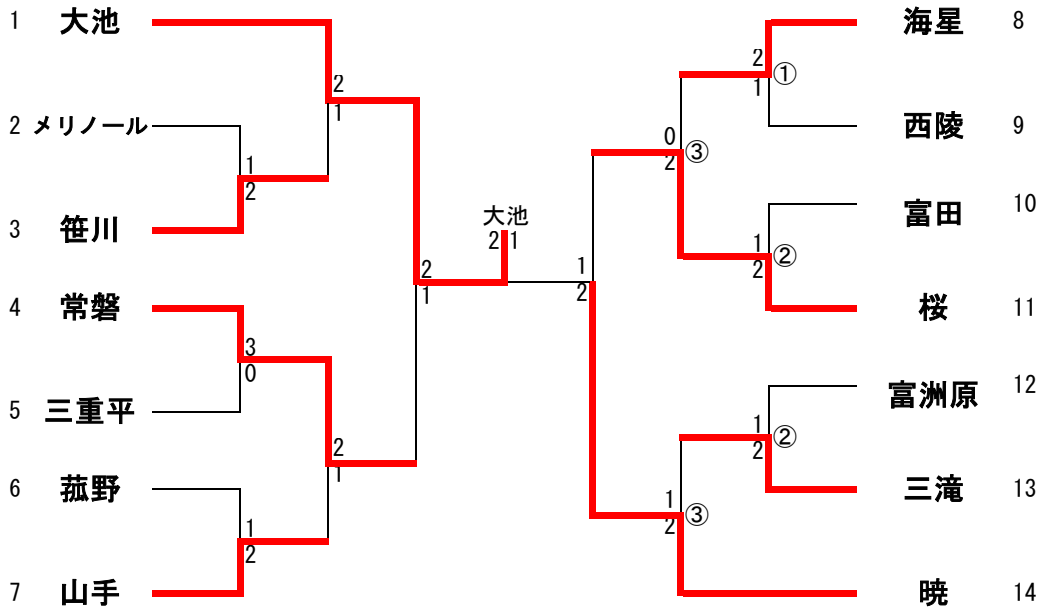 1 大池
2 メリノール
3 笹川
4 常磐
5 三重平
6 菰野
7 山手
2
1
1
2
3
0
2
1
1
2
2
1
大池
2 1
1
2
0
2 ③
2
1 ①
1
2 ②
1
2 ②
1
2 ③
海星 8
西陵 9
富田 10
桜 11
富洲原 12
三滝 13
暁 14